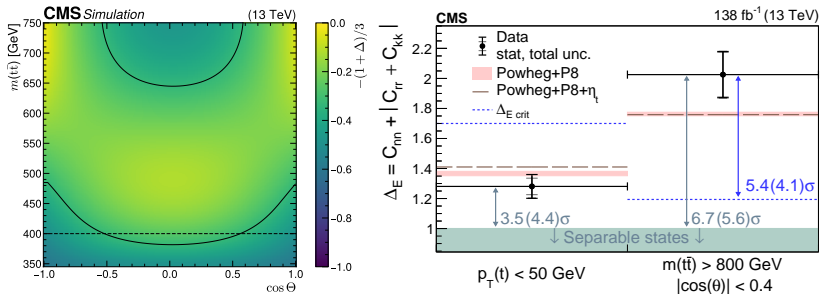 CMS Simulation (13 TeV)
m(tt̄) [GeV]
750
700
650
600
550
500
450
400
350
-1.0 -0.5 0.0 0.5 1.0
cos Θ
0.0
−0.2
−0.4
−0.6
−0.8
−1.0
−(1 + Δ)/3
CMS 138 fb⁻¹ (13 TeV)
Δ_E = C_nn + | C_rr + C_kk |
2.2
2
1.8
1.6
1.4
1.2
1
Data
stat, total unc.
Powheg+P8
Powheg+P8+η_t
Δ_E crit
3.5(4.4)σ
5.4(4.1)σ
6.7(5.6)σ
↓ Separable states ↓
p_T(t) < 50 GeV
m(tt̄) > 800 GeV
|cos(θ)| < 0.4